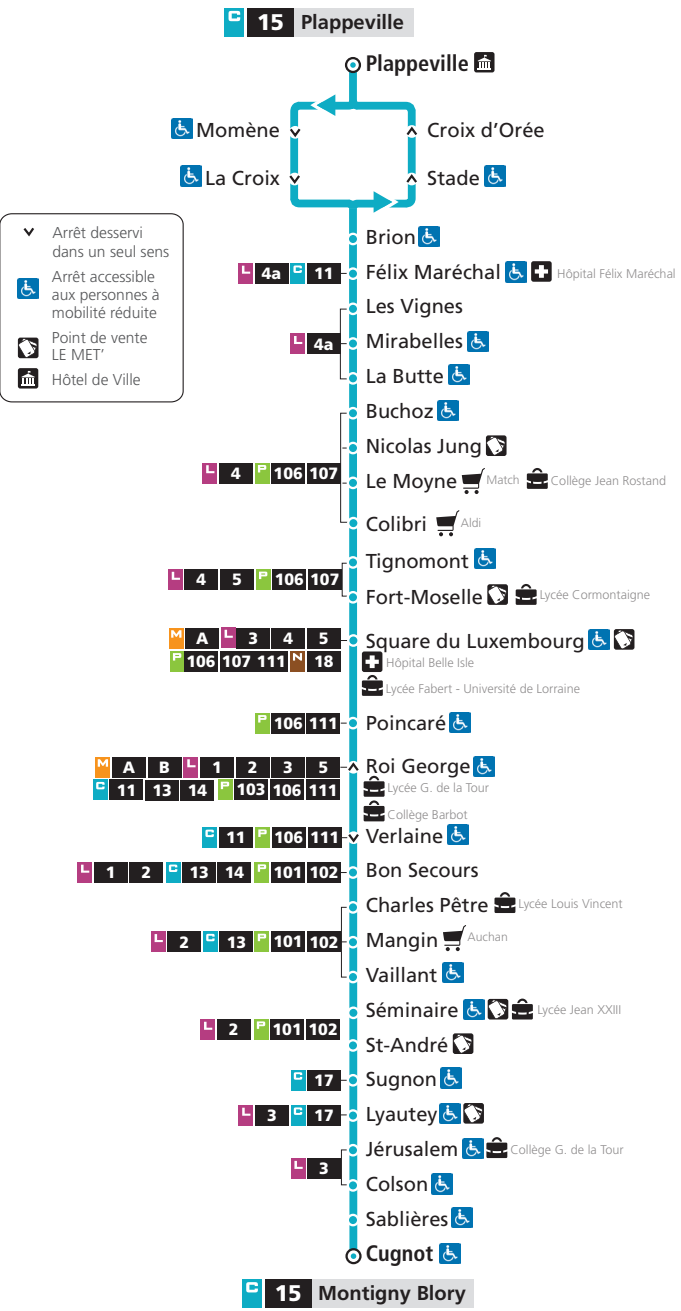 C 15 Plappeville
Plappeville
Momène
Croix d'Orée
La Croix
Stade
Arrêt desservi
dans un seul sens
Arrêt accessible
aux personnes à
mobilité réduite
Point de vente
LE MET'
Hôtel de Ville
Brion
L 4a C 11 Félix Maréchal Hôpital Félix Maréchal
Les Vignes
L 4a Mirabelles
La Butte
Buchoz
Nicolas Jung
L 4 P 106 107 Le Moyne Match Collège Jean Rostand
Colibri Aldi
Tignomont
L 4 5 P 106 107
Fort-Moselle Lycée Cormontaigne
M A L 3 4 5 Square du Luxembourg
P 106 107 111 N 18 Hôpital Belle Isle
Lycée Fabert - Université de Lorraine
P 106 111 Poincaré
M A B L 1 2 3 5 Roi George
C 11 13 14 P 103 106 111 Lycée G. de la Tour
Collège Barbot
C 11 P 106 111 Verlaine
L 1 2 C 13 14 P 101 102 Bon Secours
Charles Pêtre Lycée Louis Vincent
L 2 C 13 P 101 102 Mangin Auchan
Vaillant
Séminaire Lycée Jean XXIII
L 2 P 101 102
St-André
C 17 Sugnon
L 3 C 17 Lyautey
Jérusalem Collège G. de la Tour
L 3
Colson
Sablières
Cugnot
C 15 Montigny Blory